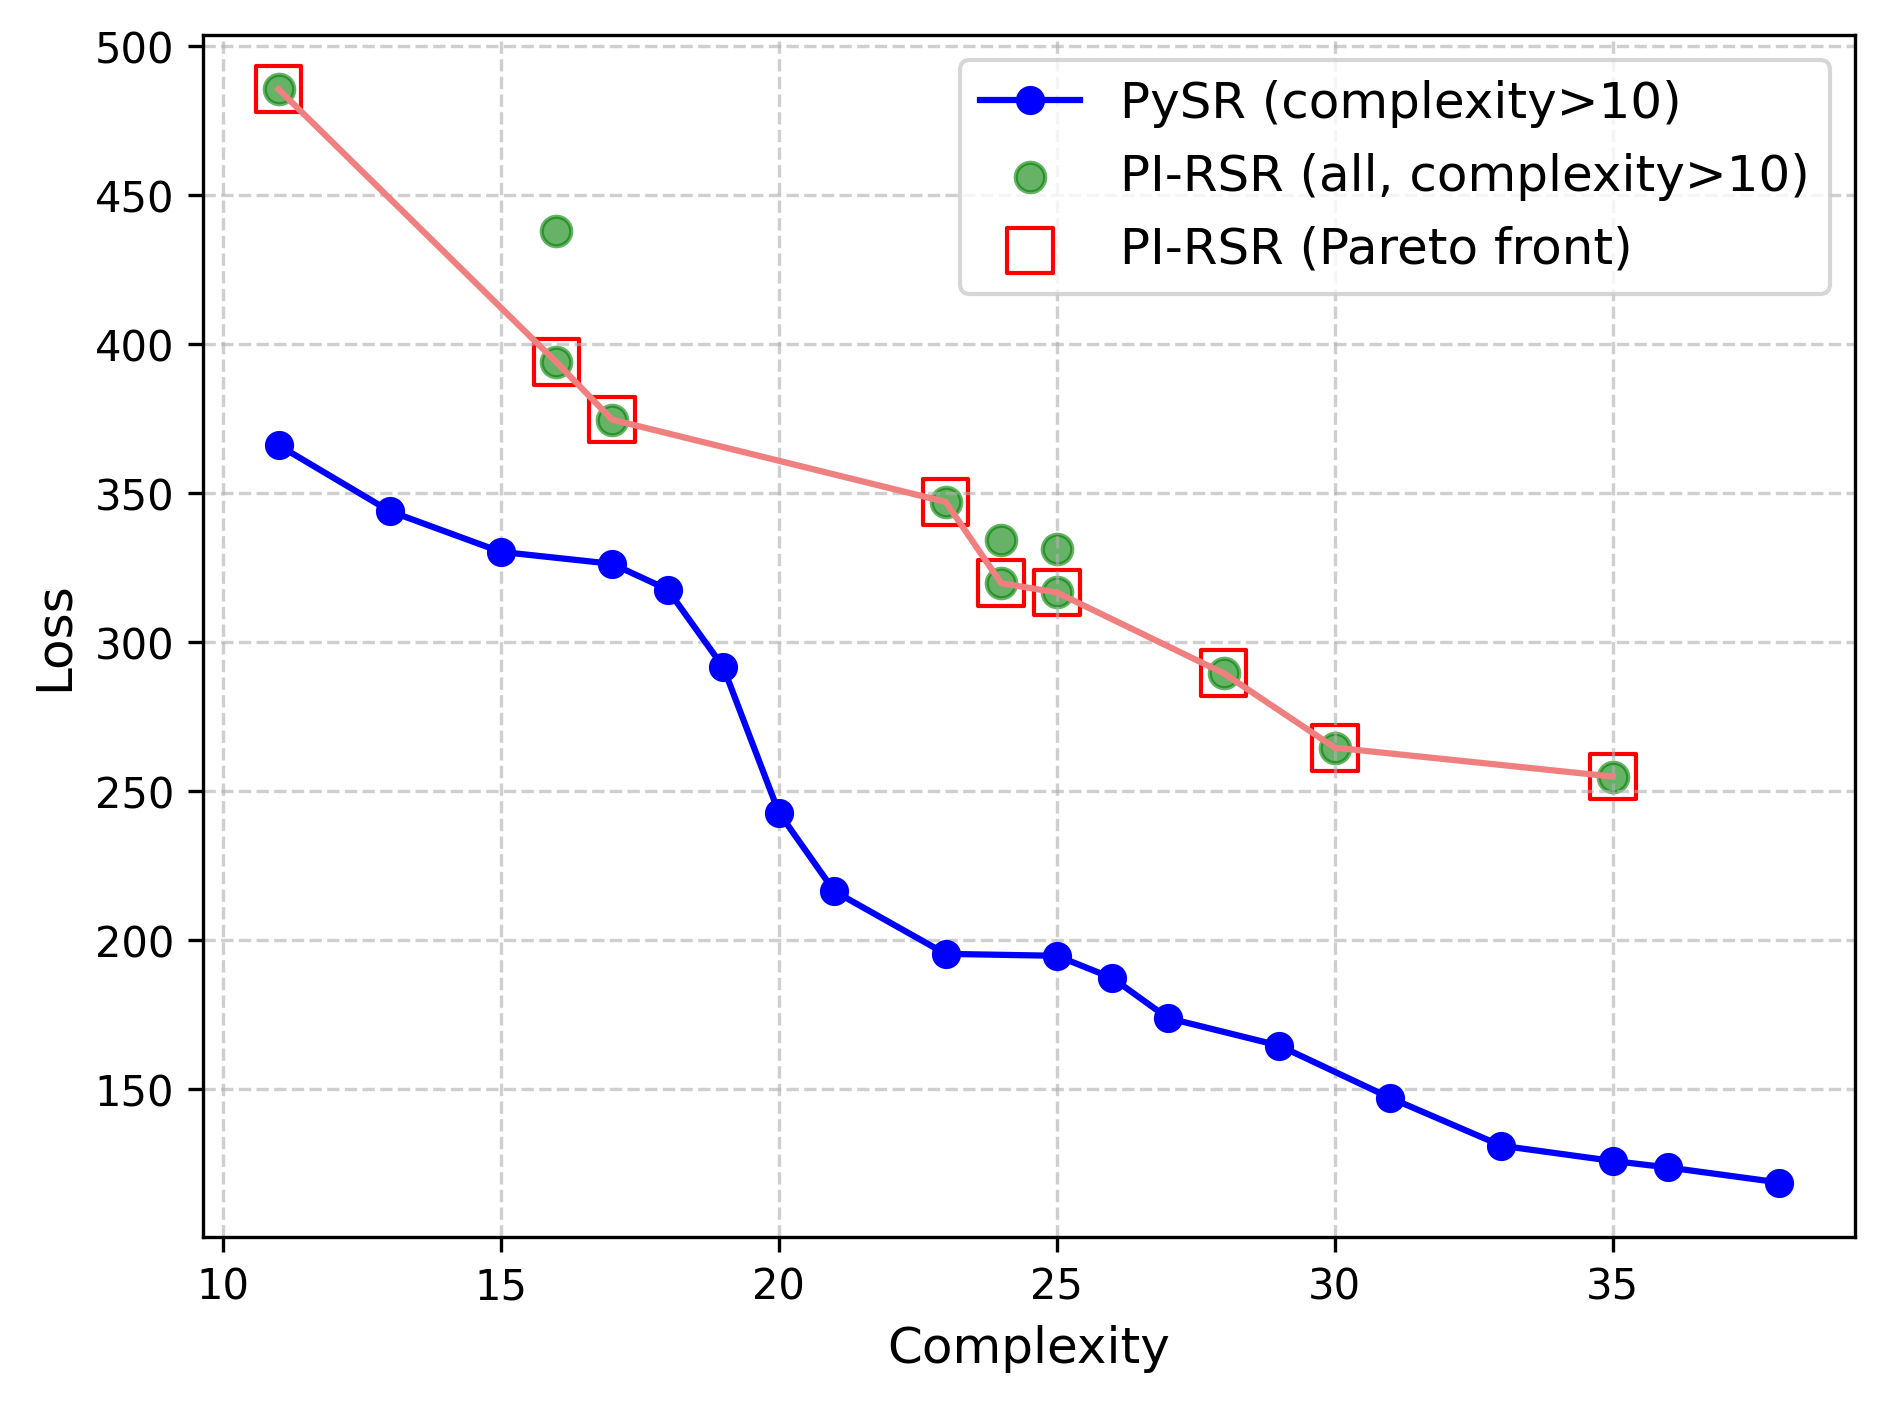 500
450
400
350
300
250
200
150
Loss
PySR (complexity>10)
PI-RSR (all, complexity>10)
PI-RSR (Pareto front)
10 15 20 25 30 35
Complexity